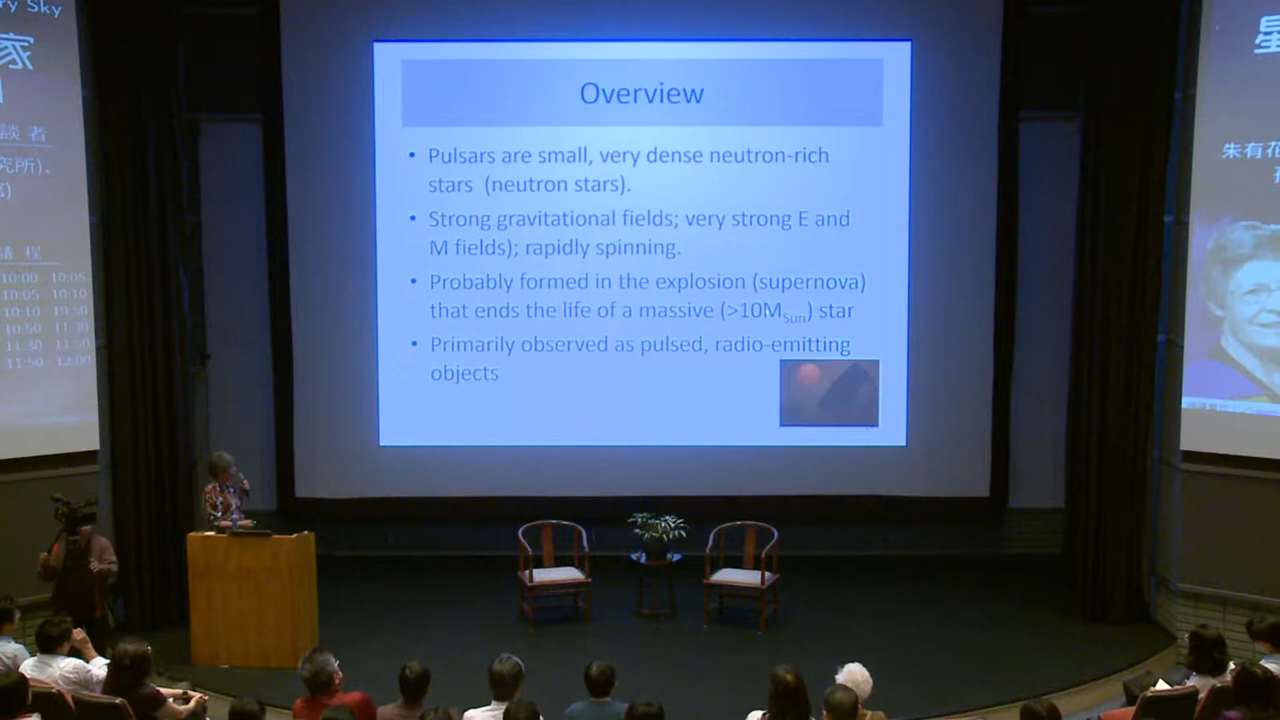 ry Sky
家
談者
究所)、
議程
10:00 10:05
10:05 10:10
10:10 10:50
10:50 11:30
11:30 11:50
11:50 12:00
Overview
• Pulsars are small, very dense neutron-rich
stars (neutron stars).
• Strong gravitational fields; very strong E and
M fields); rapidly spinning.
• Probably formed in the explosion (supernova)
that ends the life of a massive (>10MSun) star
• Primarily observed as pulsed, radio-emitting
objects
星
朱有花